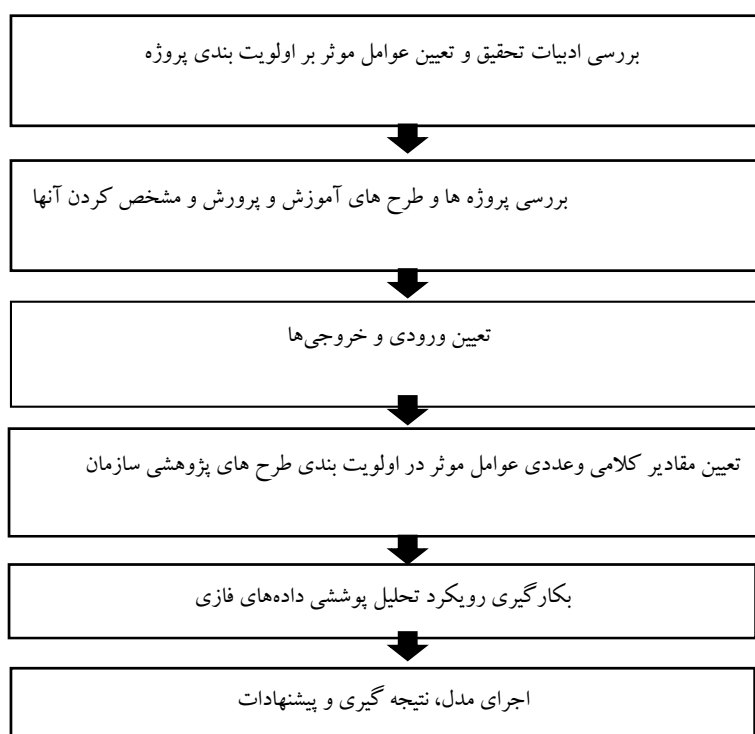 بررسی ادبیات تحقیق و تعیین عوامل موثر بر اولویت بندی پروژه
بررسی پروژه ها و طرح های آموزش و پرورش و مشخص کردن آنها
تعیین ورودی و خروجی‌ها
تعیین مقادیر کلامی وعددی عوامل موثر در اولویت بندی طرح های پژوهشی سازمان
بکارگیری رویکرد تحلیل پوششی داده‌های فازی
اجرای مدل، نتیجه گیری و پیشنهادات